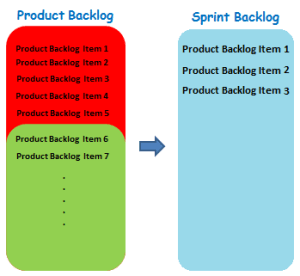 Product Backlog
Product Backlog Item 1
Product Backlog Item 2
Product Backlog Item 3
Product Backlog Item 4
Product Backlog Item 5
Product Backlog Item 6
Product Backlog Item 7
.
.
.
.
.
Sprint Backlog
Product Backlog Item 1
Product Backlog Item 2
Product Backlog Item 3